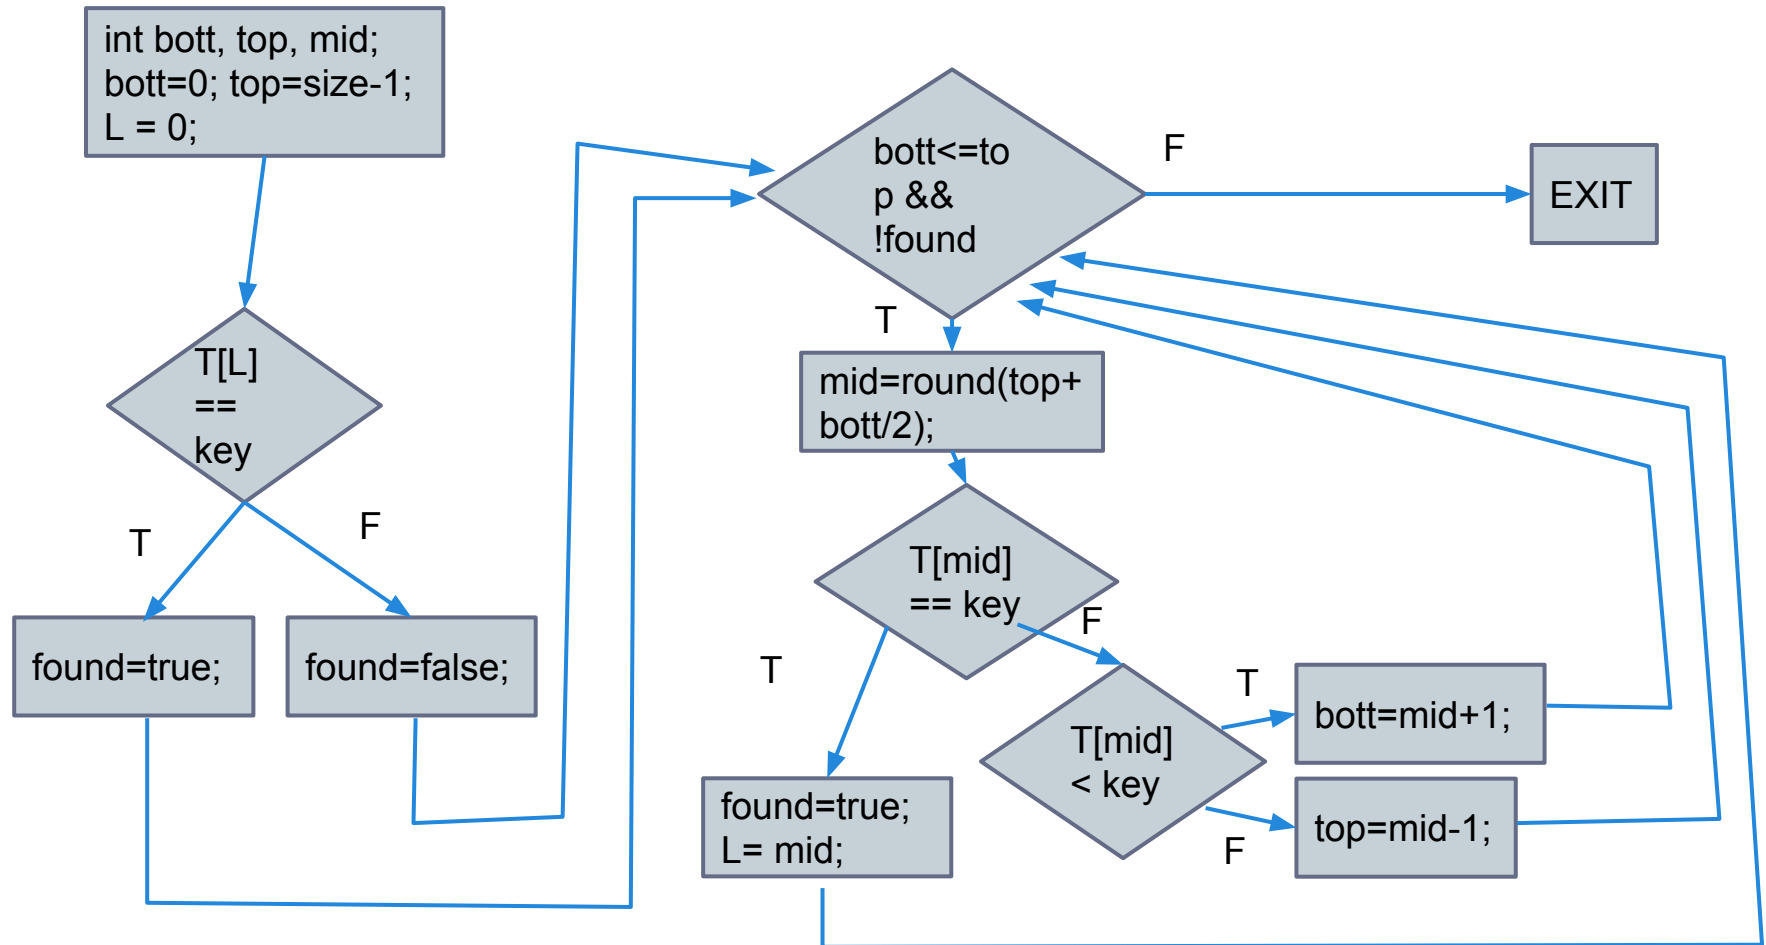 int bott, top, mid;
bott=0; top=size-1;
L = 0;
T[L]
==
key
T
F
found=true;
found=false;
bott<=to
p &&
!found
F
EXIT
T
mid=round(top+
bott/2);
T[mid]
== key
F
T
found=true;
L= mid;
T[mid]
< key
T
bott=mid+1;
F
top=mid-1;